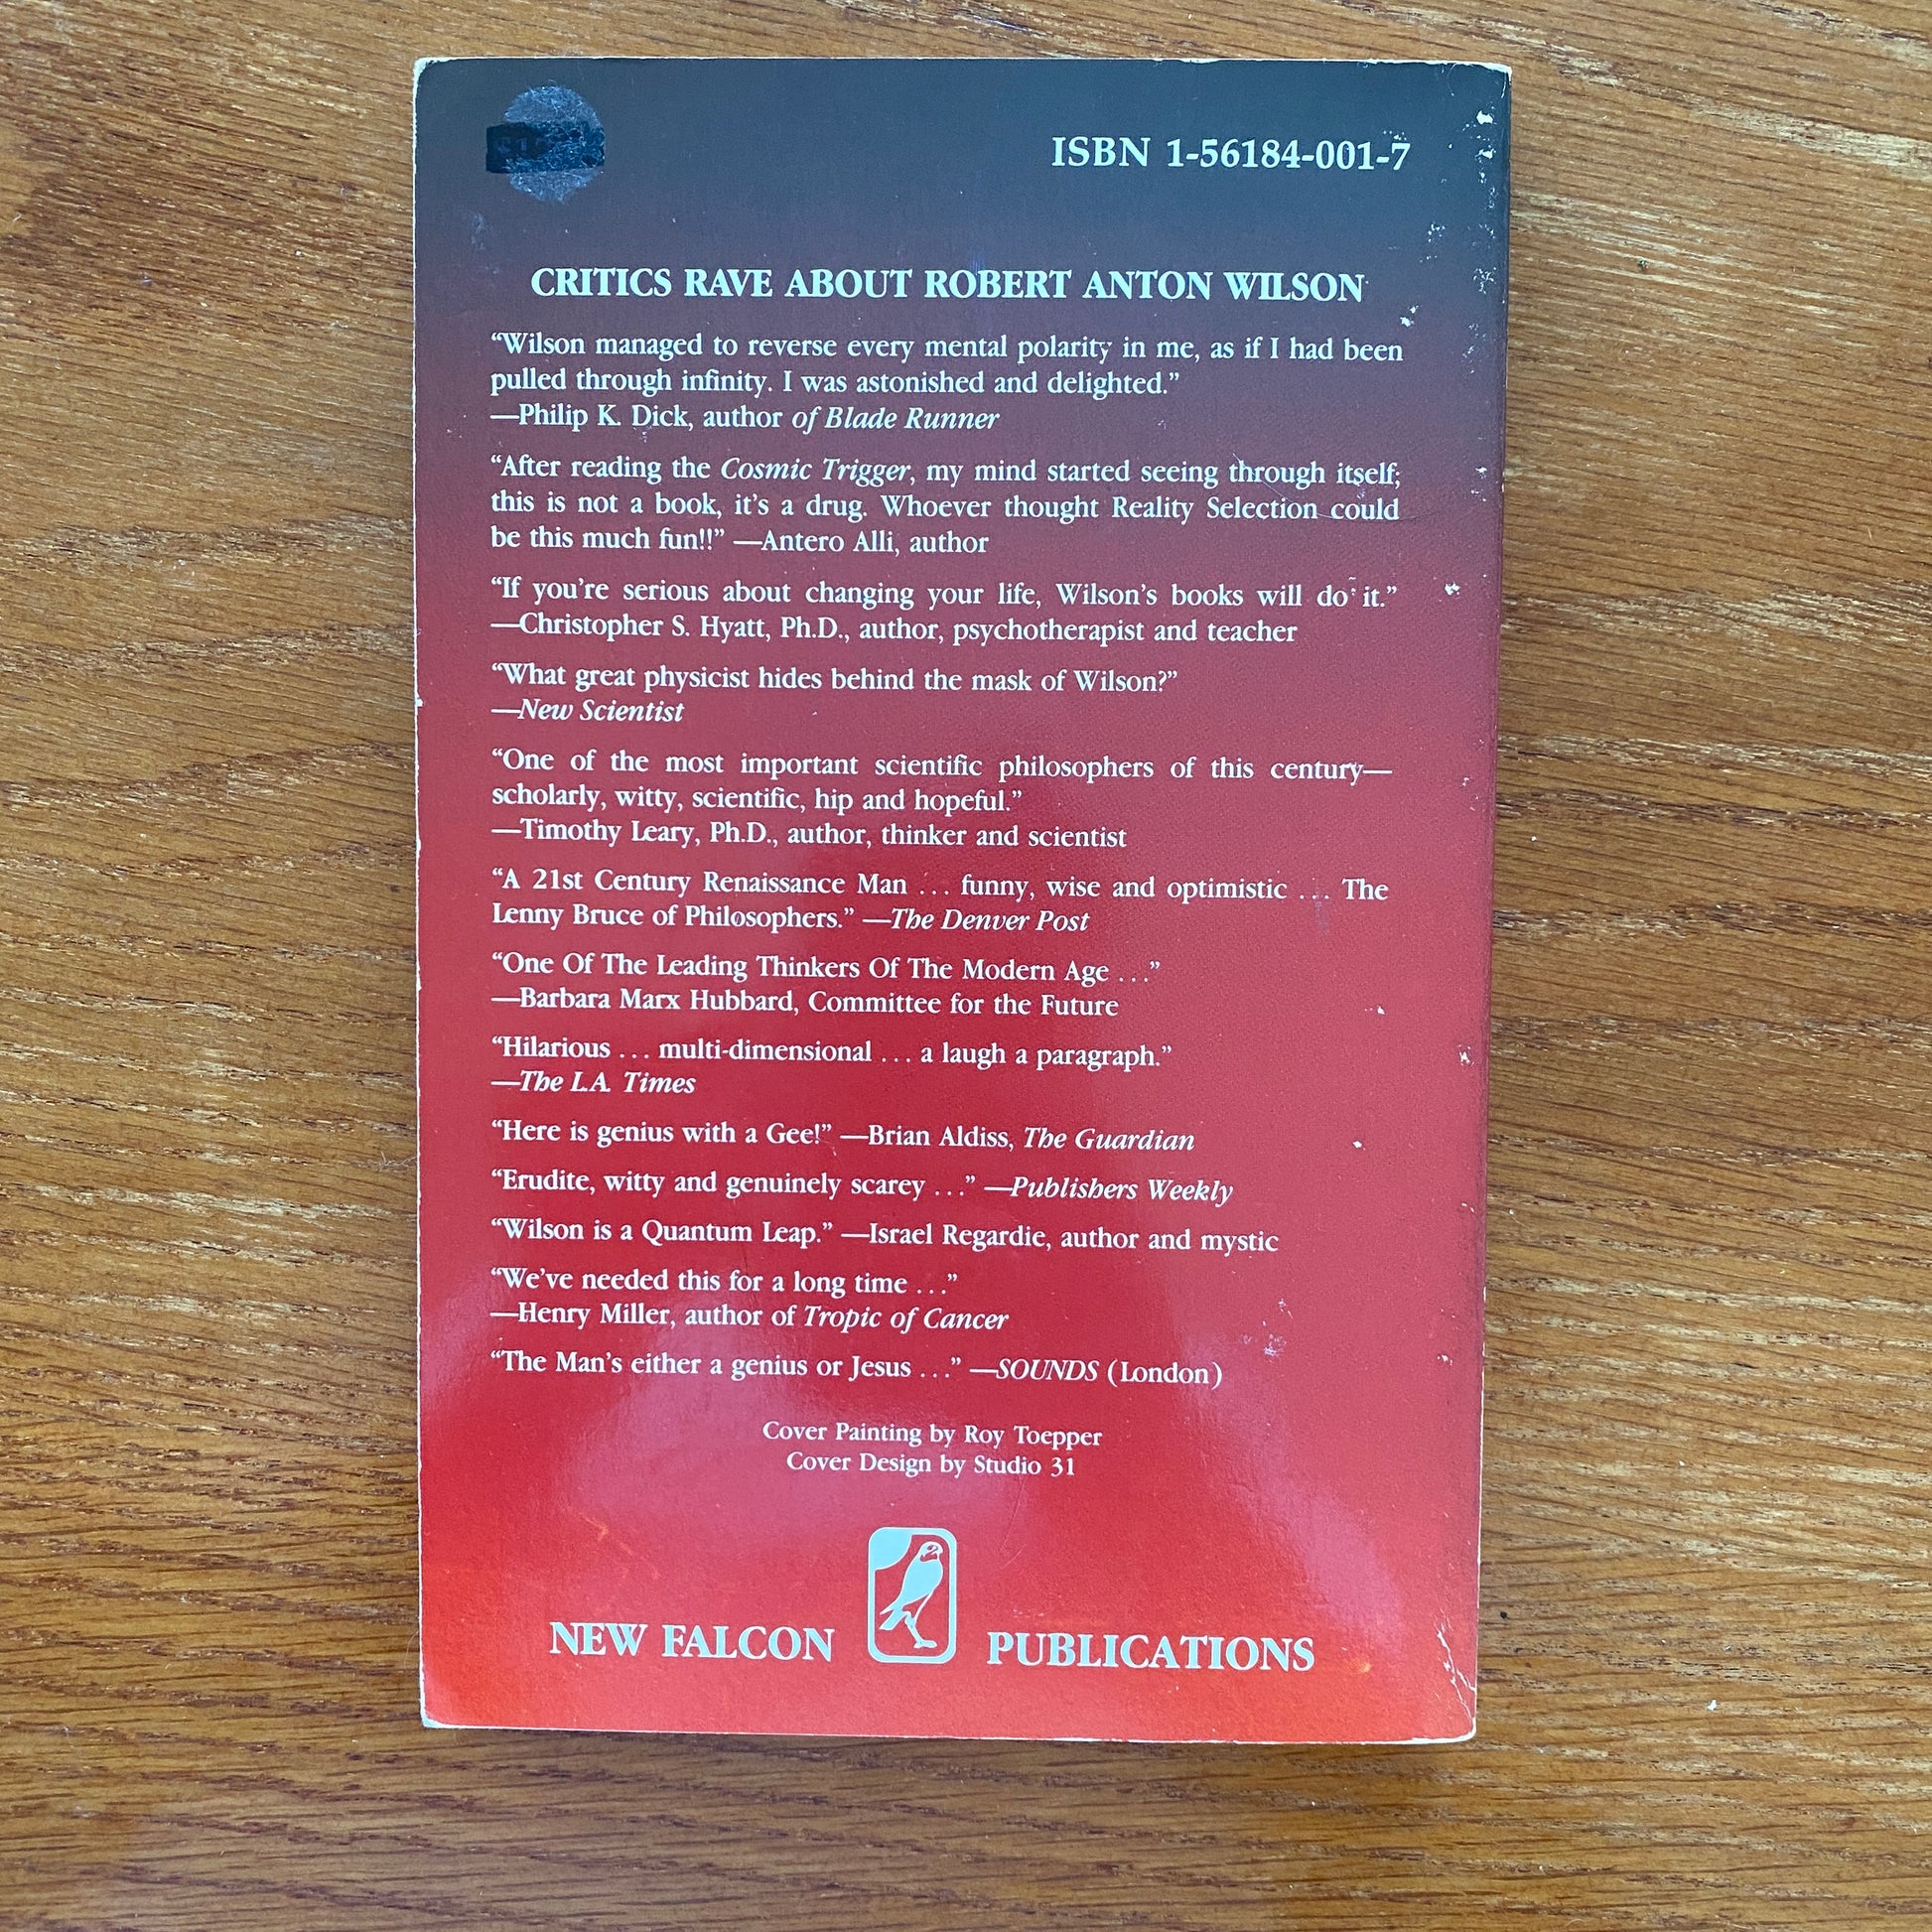 ISBN 1-56184-001-7
CRITICS RAVE ABOUT ROBERT ANTON WILSON
“Wilson managed to reverse every mental polarity in me, as if I had been
pulled through infinity. I was astonished and delighted.”
—Philip K. Dick, author of Blade Runner
“After reading the Cosmic Trigger, my mind started seeing through itself;
this is not a book, it’s a drug. Whoever thought Reality Selection could
be this much fun!!” —Antero Alli, author
“If you’re serious about changing your life, Wilson’s books will do it.”
—Christopher S. Hyatt, Ph.D., author, psychotherapist and teacher
“What great physicist hides behind the mask of Wilson?”
—New Scientist
“One of the most important scientific philosophers of this century—
scholarly, witty, scientific, hip and hopeful.”
—Timothy Leary, Ph.D., author, thinker and scientist
“A 21st Century Renaissance Man ... funny, wise and optimistic ... The
Lenny Bruce of Philosophers.” —The Denver Post
“One Of The Leading Thinkers Of The Modern Age ...”
—Barbara Marx Hubbard, Committee for the Future
“Hilarious ... multi-dimensional ... a laugh a paragraph.”
—The L.A. Times
“Here is genius with a Gee!” —Brian Aldiss, The Guardian
“Erudite, witty and genuinely scarey ...” —Publishers Weekly
“Wilson is a Quantum Leap.” —Israel Regardie, author and mystic
“We’ve needed this for a long time ...”
—Henry Miller, author of Tropic of Cancer
“The Man’s either a genius or Jesus ...” —SOUNDS (London)
Cover Painting by Roy Toepper
Cover Design by Studio 31
NEW FALCON PUBLICATIONS